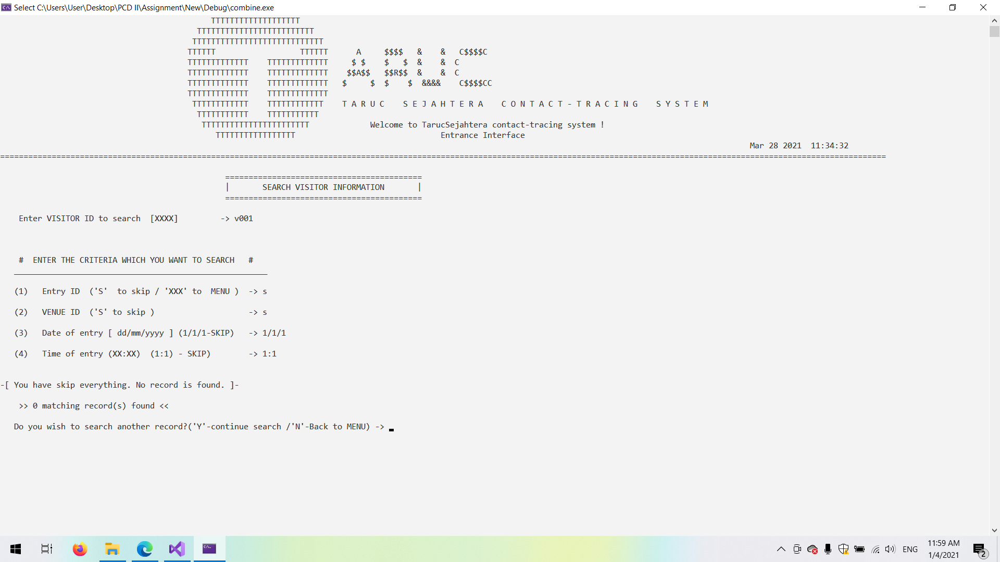 Select C:\Users\User\Desktop\PCD II\Assignment\New\Debug\combine.exe
TTTTTTTTTTTTTTTTTTT
TTTTTTTTTTTTTTTTTTTTTTTTT
TTTTTTTTTTTTTTTTTTTTTTTTTTTT
TTTTTT                  TTTTTT      A     $$$$   &    &   C$$$$C
TTTTTTTTTTTTT    TTTTTTTTTTTTT     $ $    $   $  &    &  C
TTTTTTTTTTTTT    TTTTTTTTTTTTT    $$A$$   $$R$$  &    &  C
TTTTTTTTTTTTT    TTTTTTTTTTTTT   $     $  $    $  &&&&    C$$$$CC
TTTTTTTTTTTTT    TTTTTTTTTTTTT
TTTTTTTTTTTT    TTTTTTTTTTTT    T A R U C    S E J A H T E R A    C O N T A C T - T R A C I N G    S Y S T E M
TTTTTTTTTTT    TTTTTTTTTTT
TTTTTTTTTTTTTTTTTTTTTTT             Welcome to TarucSejahtera contact-tracing system !
TTTTTTTTTTTTTTTTT                               Entrance Interface
Mar 28 2021  11:34:32
=============================================================================================================================================================================================
==========================================
|       SEARCH VISITOR INFORMATION       |
==========================================
Enter VISITOR ID to search  [XXXX]         -> v001
#  ENTER THE CRITERIA WHICH YOU WANT TO SEARCH   #
______________________________________________________
(1)   Entry ID  ('S'  to skip / 'XXX' to  MENU )  -> s
(2)   VENUE ID  ('S' to skip )                    -> s
(3)   Date of entry [ dd/mm/yyyy ] (1/1/1-SKIP)   -> 1/1/1
(4)   Time of entry (XX:XX)  (1:1) - SKIP)        -> 1:1
-[ You have skip everything. No record is found. ]-
>> 0 matching record(s) found <<
Do you wish to search another record?('Y'-continue search /'N'-Back to MENU) ->
ENG
11:59 AM
1/4/2021
2